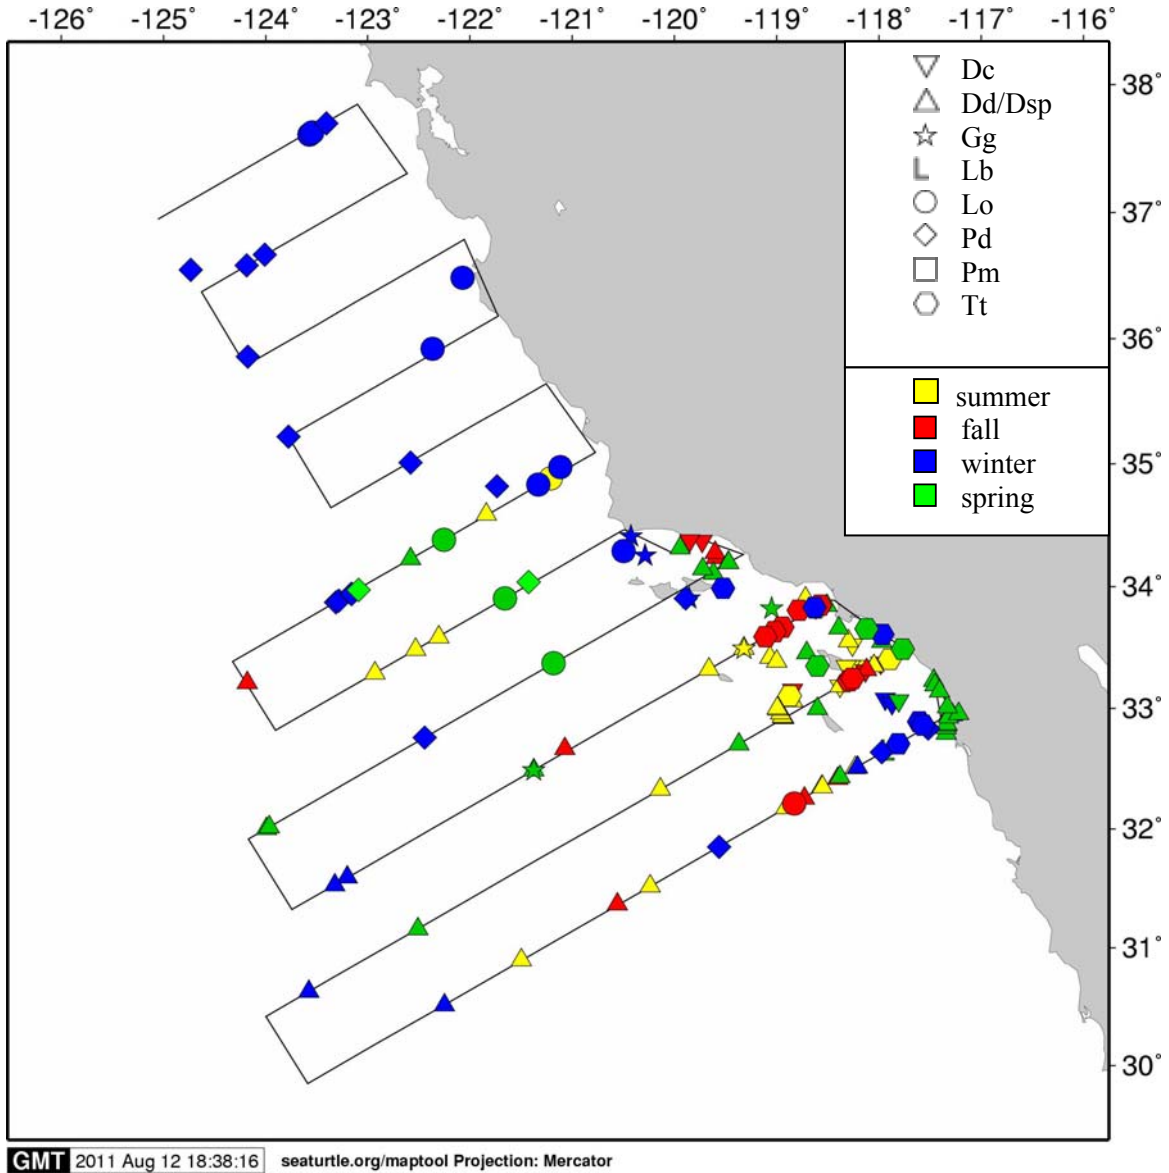 -126° -125° -124° -123° -122° -121° -120° -119° -118° -117° -116°
38°
37°
36°
35°
34°
33°
32°
31°
30°
Dc
Dd/Dsp
Gg
Lb
Lo
Pd
Pm
Tt
summer
fall
winter
spring
GMT 2011 Aug 12 18:38:16 seaturtle.org/maptool Projection: Mercator